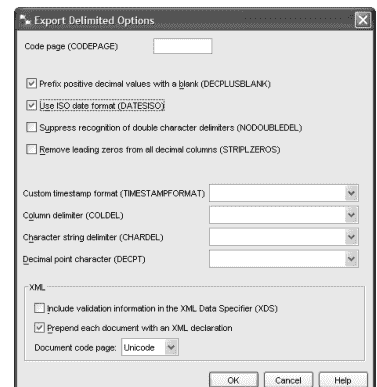 Export Delimited Options
Code page (CODEPAGE)
Prefix positive decimal values with a blank (DECPLUSBLANK)
Use ISO date format (DATESISO)
Suppress recognition of double character delimiters (NODOUBLEDEL)
Remove leading zeros from all decimal columns (STRIPLZEROS)
Custom timestamp format (TIMESTAMPFORMAT)
Column delimiter (COLDEL)
Character string delimiter (CHARDEL)
Decimal point character (DECPT)
XML
Include validation information in the XML Data Specifier (XDS)
Prepend each document with an XML declaration
Document code page: Unicode
OK Cancel Help